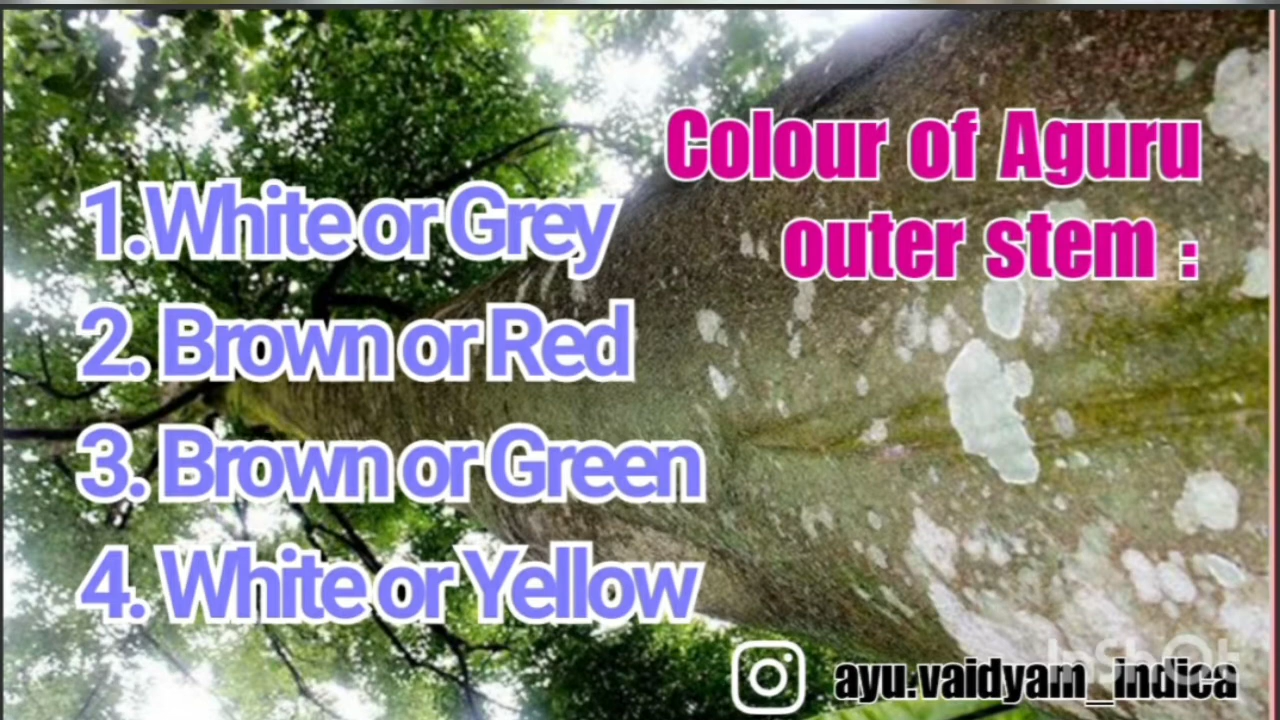 Colour of Aguru
outer stem :
1.White or Grey
2. Brown or Red
3. Brown or Green
4. White or Yellow
ayu.vaidyam_indica
InShOt